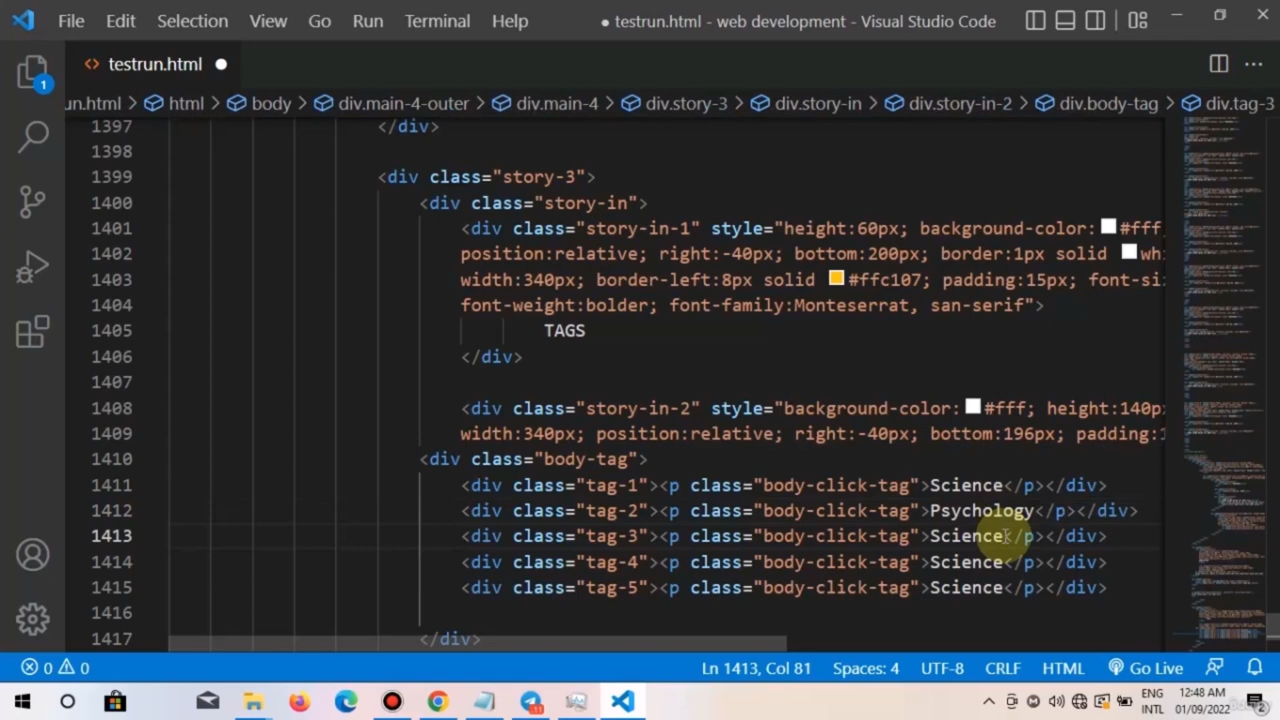 File Edit Selection View Go Run Terminal Help ● testrun.html - web development - Visual Studio Code
testrun.html
un.html > html > body > div.main-4-outer > div.main-4 > div.story-3 > div.story-in > div.story-in-2 > div.body-tag > div.tag-3
1397 </div>
1398
1399 <div class="story-3">
1400 <div class="story-in">
1401 <div class="story-in-1" style="height:60px; background-color:#fff
1402 position:relative; right:-40px; bottom:200px; border:1px solid wh
1403 width:340px; border-left:8px solid #ffc107; padding:15px; font-si
1404 font-weight:bolder; font-family:Monteserrat, san-serif">
1405 TAGS
1406 </div>
1407
1408 <div class="story-in-2" style="background-color:#fff; height:140p
1409 width:340px; position:relative; right:-40px; bottom:196px; padding:1
1410 <div class="body-tag">
1411 <div class="tag-1"><p class="body-click-tag">Science</p></div>
1412 <div class="tag-2"><p class="body-click-tag">Psychology</p></div>
1413 <div class="tag-3"><p class="body-click-tag">Science</p></div>
1414 <div class="tag-4"><p class="body-click-tag">Science</p></div>
1415 <div class="tag-5"><p class="body-click-tag">Science</p></div>
1416
1417 </div>
0 0 Ln 1413, Col 81 Spaces: 4 UTF-8 CRLF HTML Go Live
ENG 12:48 AM
INTL 01/09/2022